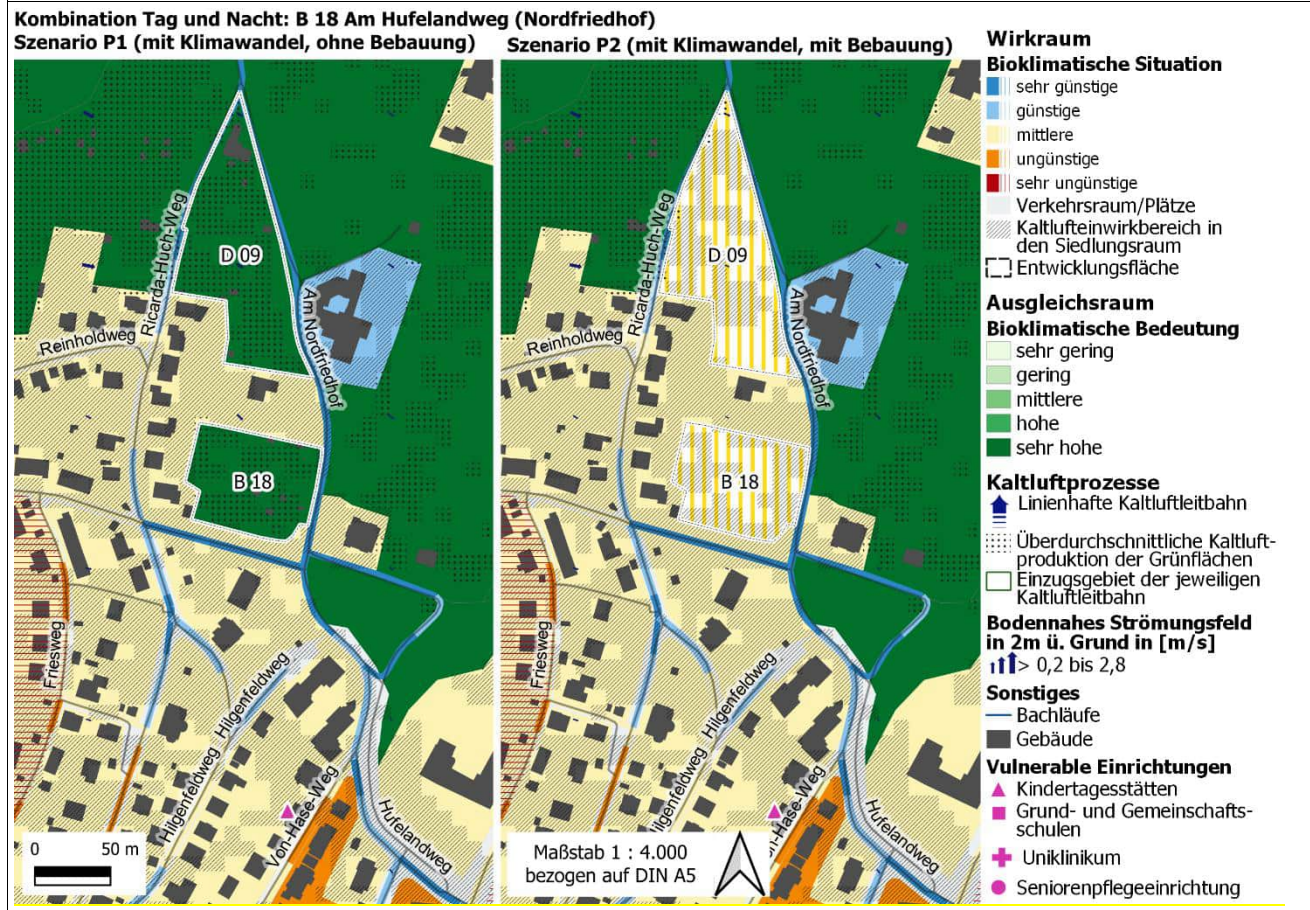 Kombination Tag und Nacht: B 18 Am Hufelandweg (Nordfriedhof)
Szenario P1 (mit Klimawandel, ohne Bebauung)
Szenario P2 (mit Klimawandel, mit Bebauung)
D 09
Ricarda-Huch-Weg
Am Nordfriedhof
Reinholdweg
B 18
Friesweg
Hilgenfeldweg
Hilgenfeldweg
Von-Hase-Weg
Hufelandweg
0 50 m
D 09
Ricarda-Huch-Weg
Am Nordfriedhof
Reinholdweg
B 18
Friesweg
Hilgenfeldweg
Hilgenfeldweg
Von-Hase-Weg
Hufelandweg
Maßstab 1 : 4.000
bezogen auf DIN A5
Wirkraum
Bioklimatische Situation
sehr günstige
günstige
mittlere
ungünstige
sehr ungünstige
Verkehrsraum/Plätze
Kaltlufteinwirkbereich in
den Siedlungsraum
Entwicklungsfläche
Ausgleichsraum
Bioklimatische Bedeutung
sehr gering
gering
mittlere
hohe
sehr hohe
Kaltluftprozesse
Linienhafte Kaltluftleitbahn
Überdurchschnittliche Kaltluft-
produktion der Grünflächen
Einzugsgebiet der jeweiligen
Kaltluftleitbahn
Bodennahes Strömungsfeld
in 2m ü. Grund in [m/s]
> 0,2 bis 2,8
Sonstiges
Bachläufe
Gebäude
Vulnerable Einrichtungen
Kindertagesstätten
Grund- und Gemeinschafts-
schulen
Uniklinikum
Seniorenpflegeeinrichtung